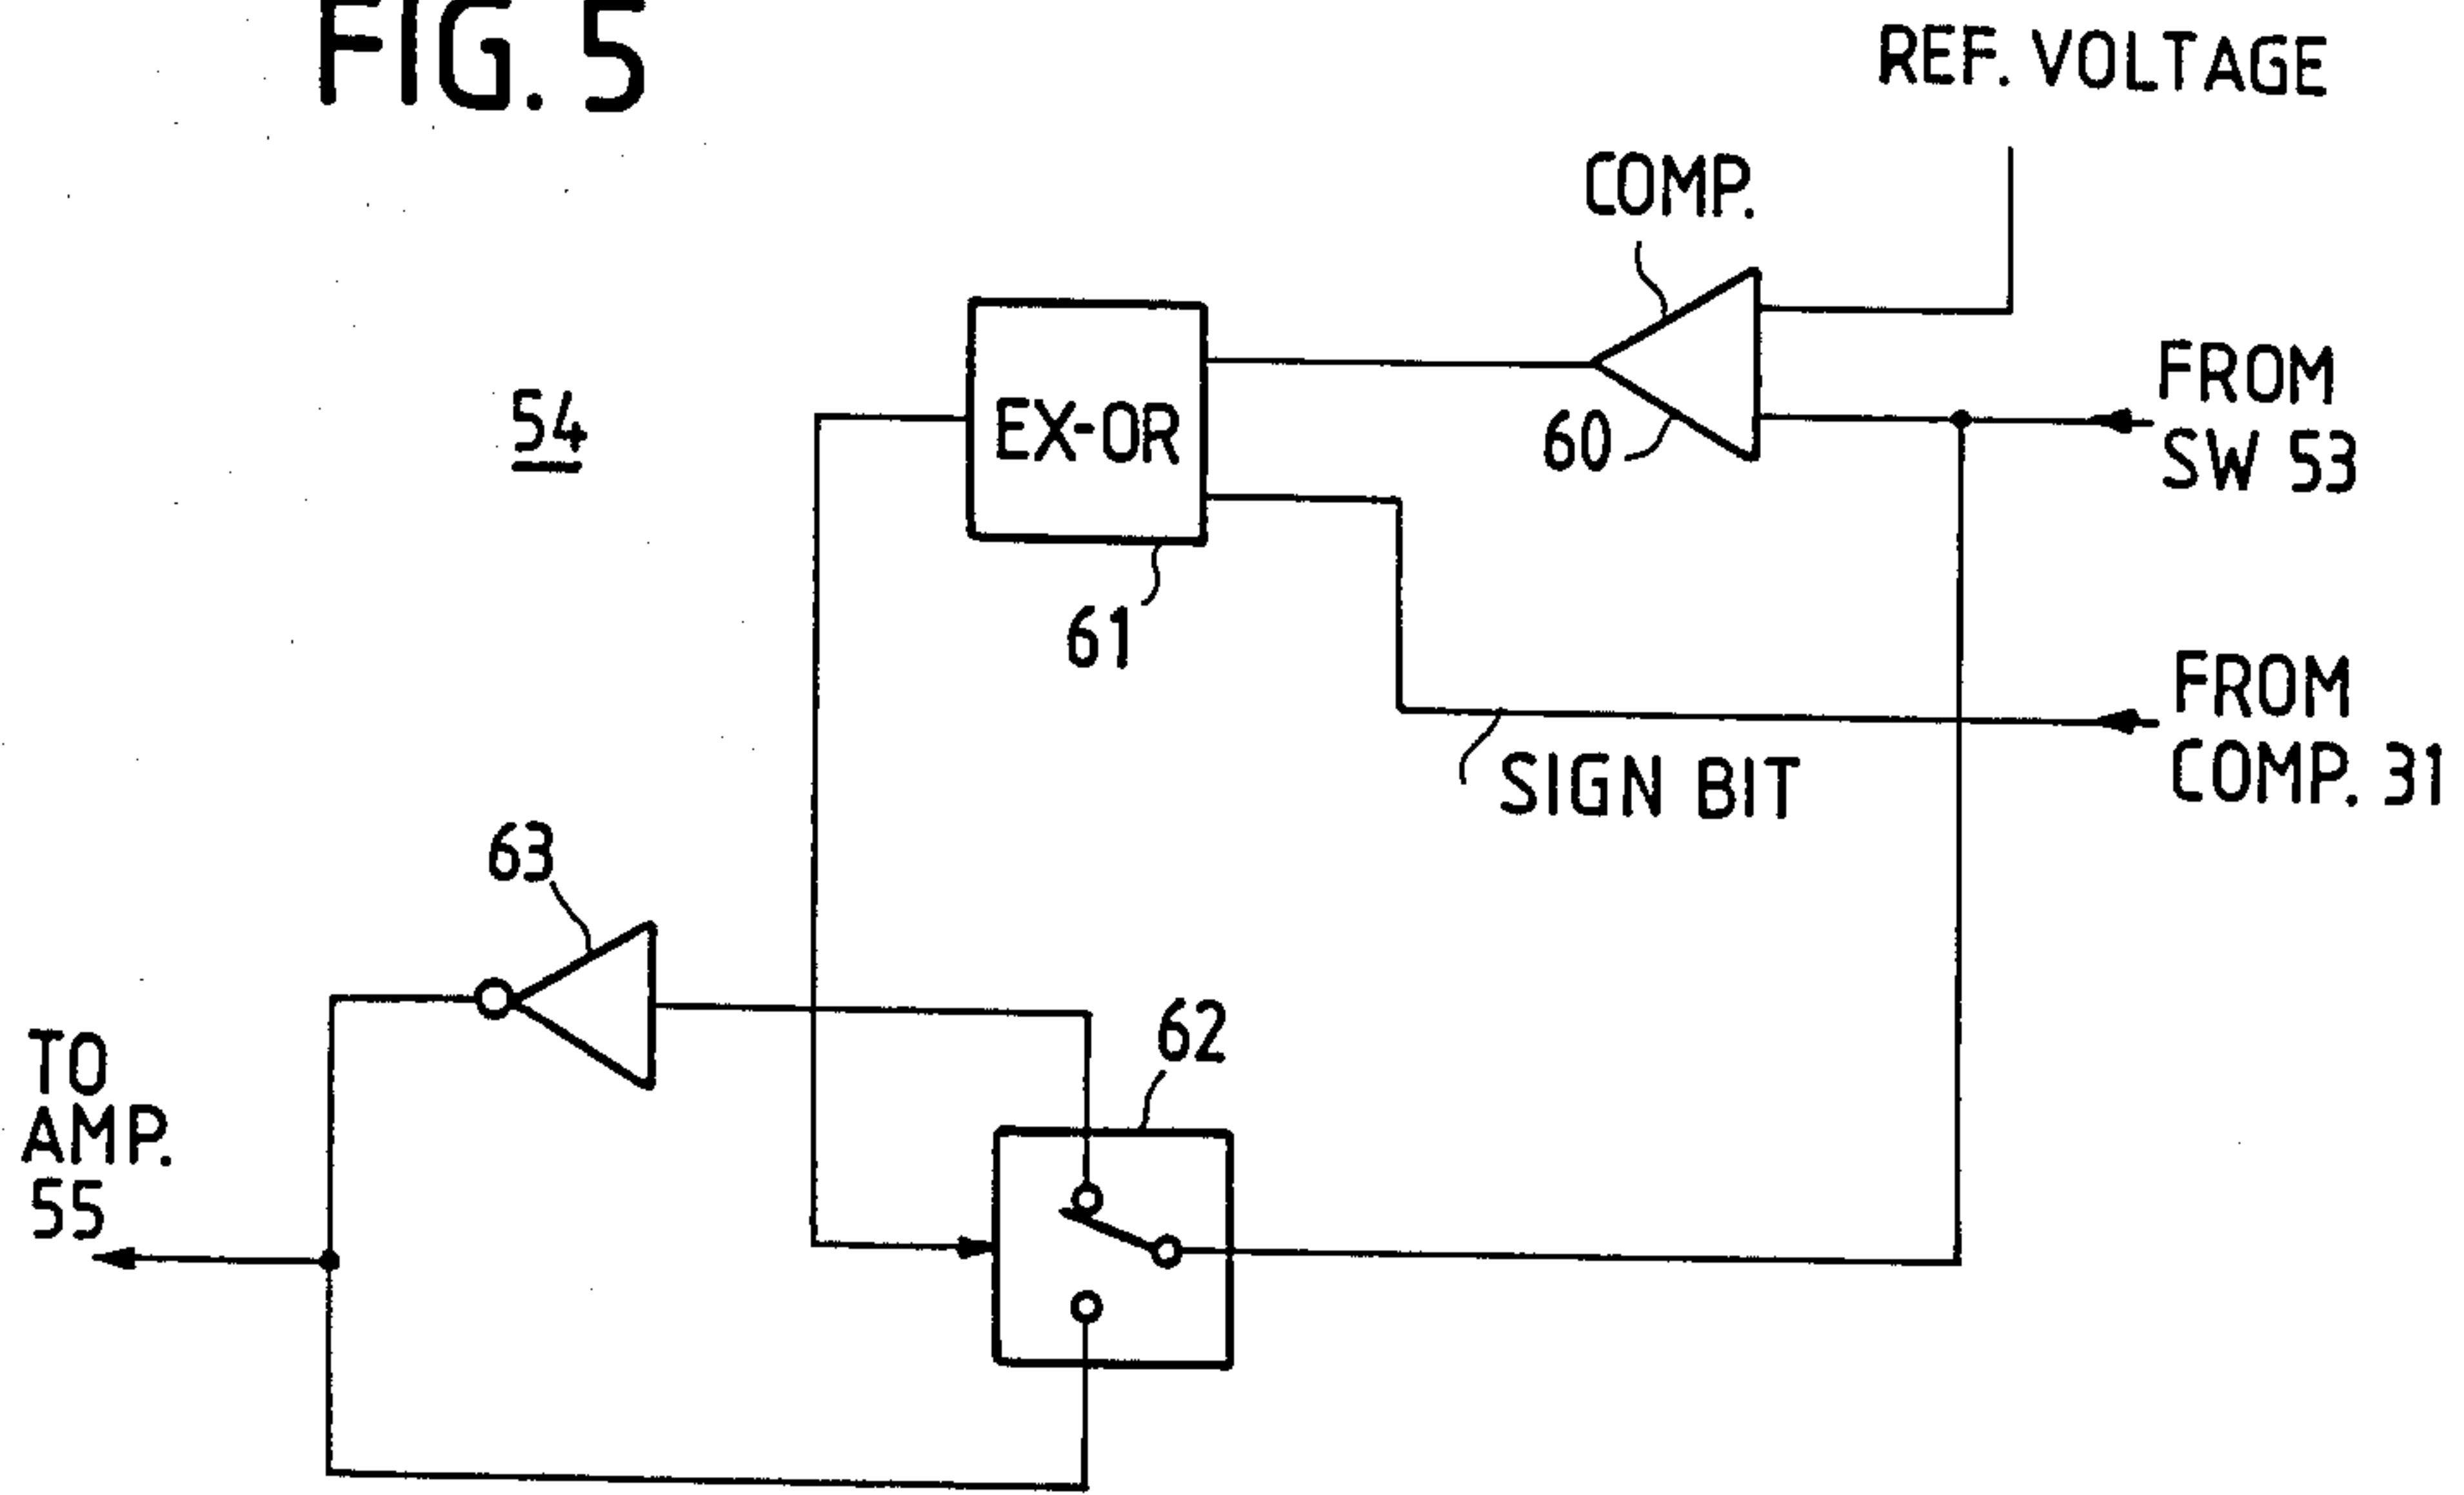 FIG. 5
REF. VOLTAGE
COMP.
54
EX-OR
60
FROM
SW 53
61
FROM
COMP. 31
SIGN BIT
63
62
TO
AMP.
55